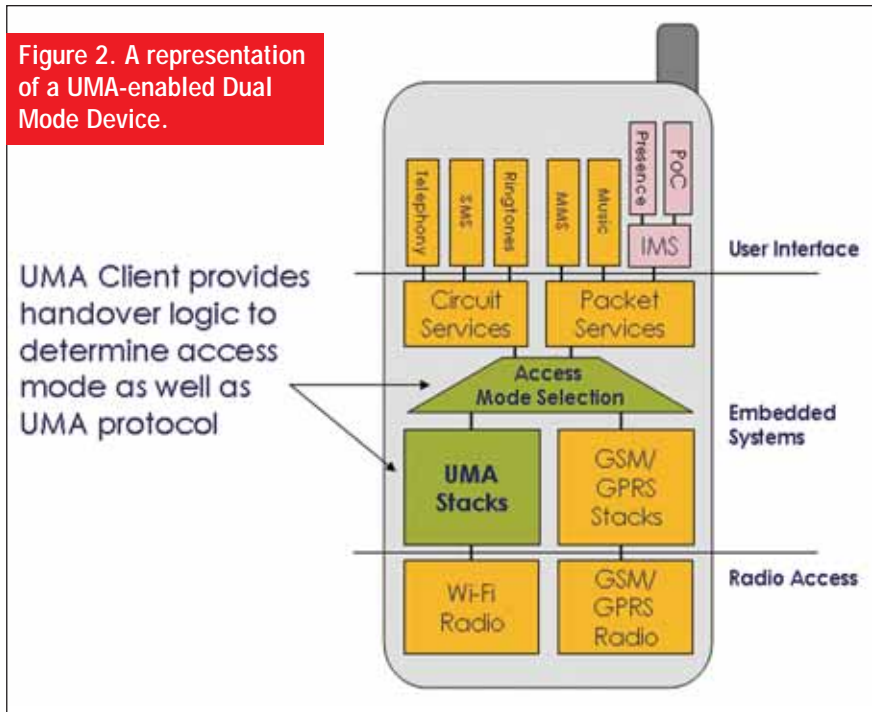 Figure 2. A representation
of a UMA-enabled Dual
Mode Device.
Telephony
SMS
Ringtones
MMS
Music
Presence
PoC
IMS
User Interface
UMA Client provides
handover logic to
determine access
mode as well as
UMA protocol
Circuit
Services
Packet
Services
Access
Mode Selection
Embedded
Systems
UMA
Stacks
GSM/
GPRS
Stacks
Radio Access
Wi-Fi
Radio
GSM/
GPRS
Radio